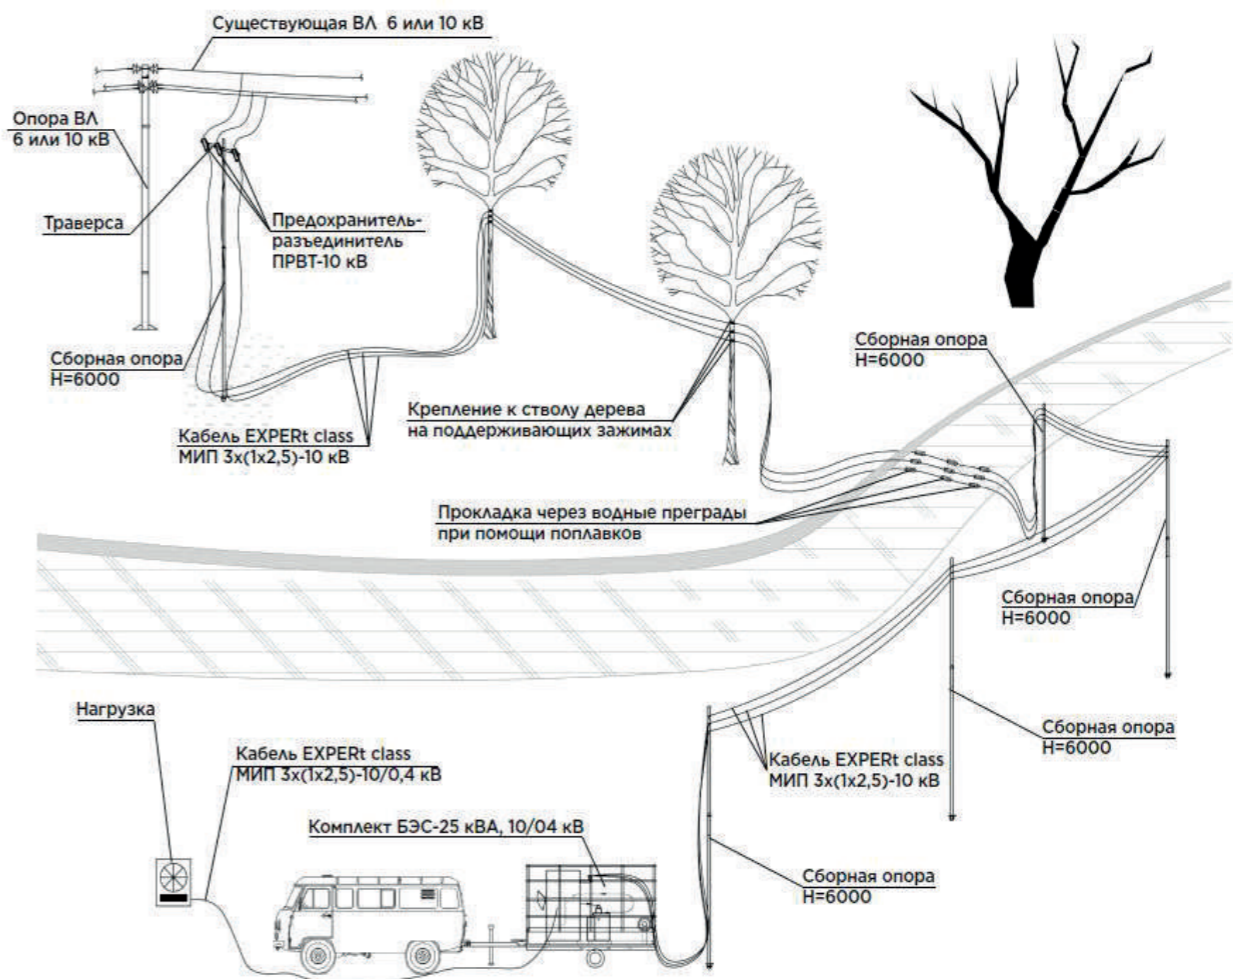 Существующая ВЛ 6 или 10 кВ
Опора ВЛ
6 или 10 кВ
Траверса
Предохранитель-
разъединитель
ПРВТ-10 кВ
Сборная опора
H=6000
Сборная опора
H=6000
Крепление к стволу дерева
на поддерживающих зажимах
Кабель EXPERt class
МИП 3х(1х2,5)-10 кВ
Прокладка через водные преграды
при помощи поплавков
Сборная опора
H=6000
Сборная опора
H=6000
Нагрузка
Кабель EXPERt class
МИП 3х(1х2,5)-10/0,4 кВ
Кабель EXPERt class
МИП 3х(1х2,5)-10 кВ
Комплект БЭС-25 кВА, 10/04 кВ
Сборная опора
H=6000